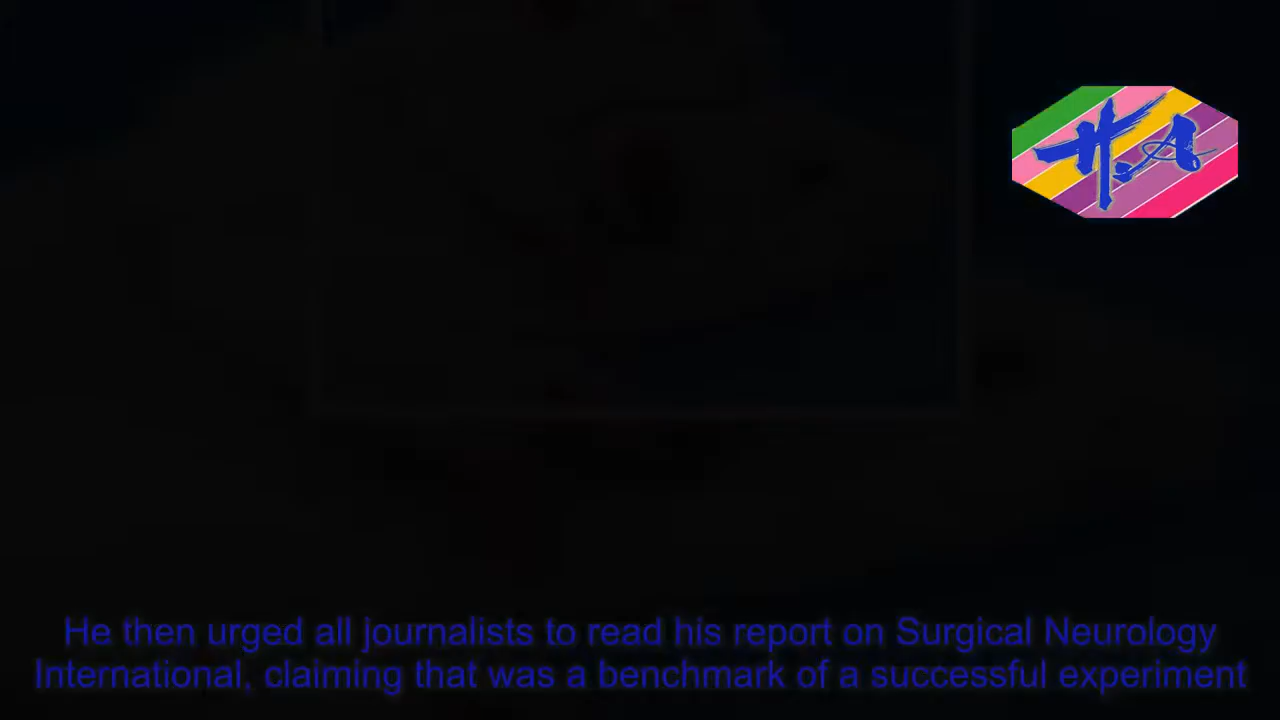 HA
He then urged all journalists to read his report on Surgical Neurology
International, claiming that was a benchmark of a successful experiment